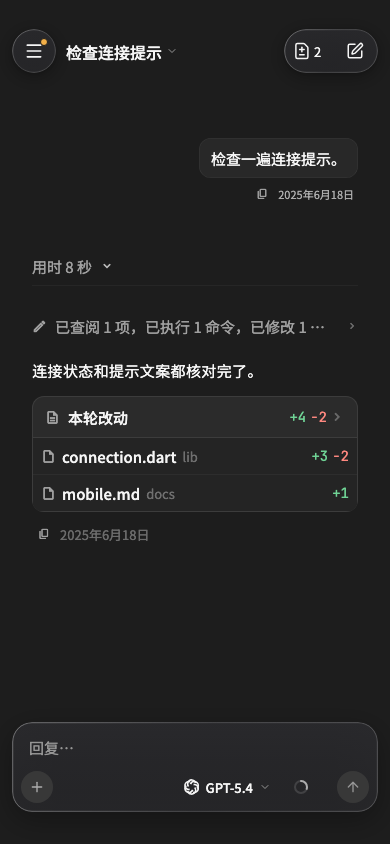 检查连接提示
2
检查一遍连接提示。
2025年6月18日
用时 8 秒
已查阅 1 项，已执行 1 命令，已修改 1 …
连接状态和提示文案都核对完了。
本轮改动 +4 -2
connection.dart lib +3 -2
mobile.md docs +1
2025年6月18日
回复…
GPT-5.4